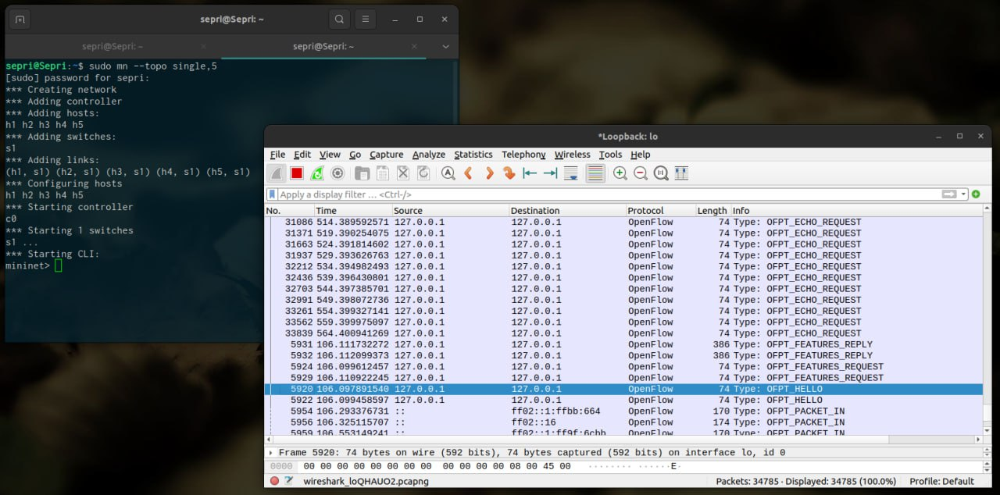 sepri@Sepri: ~
sepri@Sepri: ~
sepri@Sepri: ~
sepri@Sepri:~$ sudo mn --topo single,5
[sudo] password for sepri:
*** Creating network
*** Adding controller
*** Adding hosts:
h1 h2 h3 h4 h5
*** Adding switches:
s1
*** Adding links:
(h1, s1) (h2, s1) (h3, s1) (h4, s1) (h5, s1)
*** Configuring hosts
h1 h2 h3 h4 h5
*** Starting controller
c0
*** Starting 1 switches
s1 ...
*** Starting CLI:
mininet>
*Loopback: lo
File Edit View Go Capture Analyze Statistics Telephony Wireless Tools Help
Apply a display filter … <Ctrl-/>
No. Time Source Destination Protocol Length Info
31086 514.389592571 127.0.0.1 127.0.0.1 OpenFlow 74 Type: OFPT_ECHO_REQUEST
31371 519.390254075 127.0.0.1 127.0.0.1 OpenFlow 74 Type: OFPT_ECHO_REQUEST
31663 524.391814602 127.0.0.1 127.0.0.1 OpenFlow 74 Type: OFPT_ECHO_REQUEST
31937 529.393626763 127.0.0.1 127.0.0.1 OpenFlow 74 Type: OFPT_ECHO_REQUEST
32212 534.394982493 127.0.0.1 127.0.0.1 OpenFlow 74 Type: OFPT_ECHO_REQUEST
32436 539.396430801 127.0.0.1 127.0.0.1 OpenFlow 74 Type: OFPT_ECHO_REQUEST
32703 544.397385701 127.0.0.1 127.0.0.1 OpenFlow 74 Type: OFPT_ECHO_REQUEST
32991 549.398072736 127.0.0.1 127.0.0.1 OpenFlow 74 Type: OFPT_ECHO_REQUEST
33261 554.399327141 127.0.0.1 127.0.0.1 OpenFlow 74 Type: OFPT_ECHO_REQUEST
33562 559.399975097 127.0.0.1 127.0.0.1 OpenFlow 74 Type: OFPT_ECHO_REQUEST
33839 564.400941269 127.0.0.1 127.0.0.1 OpenFlow 74 Type: OFPT_ECHO_REQUEST
5931 106.111732272 127.0.0.1 127.0.0.1 OpenFlow 386 Type: OFPT_FEATURES_REPLY
5932 106.112099373 127.0.0.1 127.0.0.1 OpenFlow 386 Type: OFPT_FEATURES_REPLY
5924 106.099612457 127.0.0.1 127.0.0.1 OpenFlow 74 Type: OFPT_FEATURES_REQUEST
5929 106.110922245 127.0.0.1 127.0.0.1 OpenFlow 74 Type: OFPT_FEATURES_REQUEST
5920 106.097891540 127.0.0.1 127.0.0.1 OpenFlow 74 Type: OFPT_HELLO
5922 106.099458597 127.0.0.1 127.0.0.1 OpenFlow 74 Type: OFPT_HELLO
5954 106.293376731 :: ff02::1:ffbb:664 OpenFlow 170 Type: OFPT_PACKET_IN
5956 106.325115707 :: ff02::16 OpenFlow 174 Type: OFPT_PACKET_IN
5959 106.553149241 :: ff02::1:ff9f:6cbb OpenFlow 170 Type: OFPT_PACKET_IN
Frame 5920: 74 bytes on wire (592 bits), 74 bytes captured (592 bits) on interface lo, id 0
0000 00 00 00 00 00 00 00 00 00 00 00 00 08 00 45 00 ········ ······E·
wireshark_loQHAUO2.pcapng Packets: 34785 · Displayed: 34785 (100.0%) Profile: Default